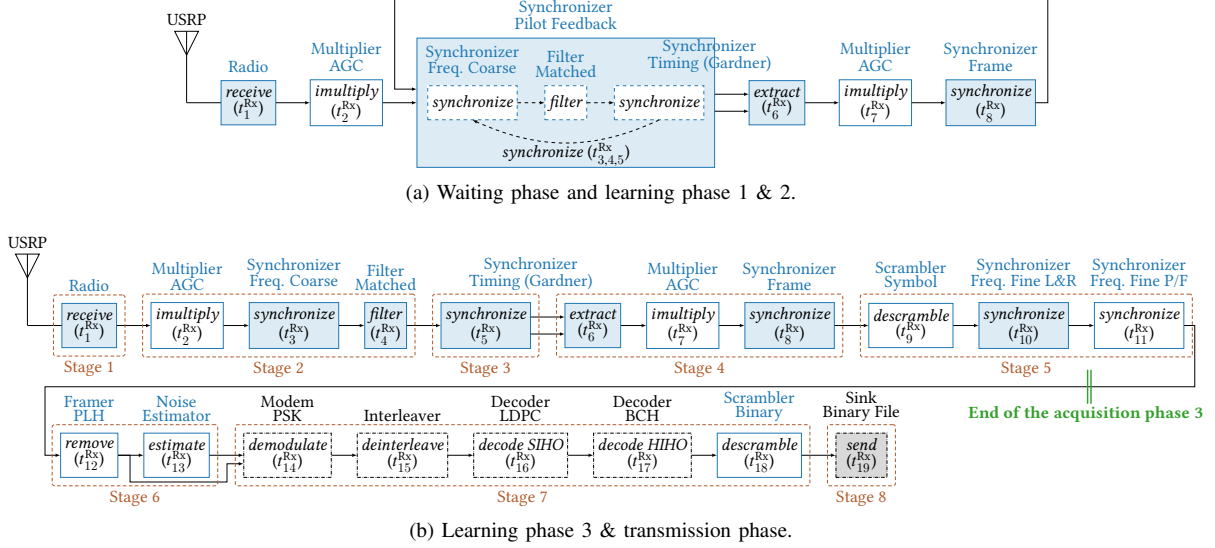 Synchronizer
Pilot Feedback
USRP
Radio
receive
(t₁ᴿˣ)
Multiplier
AGC
imultiply
(t₂ᴿˣ)
Synchronizer
Freq. Coarse
synchronize
Filter
Matched
filter
Synchronizer
Timing (Gardner)
synchronize
synchronize (t₃,₄,₅ᴿˣ)
extract
(t₆ᴿˣ)
Multiplier
AGC
imultiply
(t₇ᴿˣ)
Synchronizer
Frame
synchronize
(t₈ᴿˣ)
(a) Waiting phase and learning phase 1 & 2.
USRP
Radio
receive
(t₁ᴿˣ)
Stage 1
Multiplier
AGC
imultiply
(t₂ᴿˣ)
Synchronizer
Freq. Coarse
synchronize
(t₃ᴿˣ)
Filter
Matched
filter
(t₄ᴿˣ)
Stage 2
Synchronizer
Timing (Gardner)
synchronize
(t₅ᴿˣ)
Stage 3
extract
(t₆ᴿˣ)
Multiplier
AGC
imultiply
(t₇ᴿˣ)
Synchronizer
Frame
synchronize
(t₈ᴿˣ)
Stage 4
Scrambler
Symbol
descramble
(t₉ᴿˣ)
Synchronizer
Freq. Fine L&R
synchronize
(t₁₀ᴿˣ)
Synchronizer
Freq. Fine P/F
synchronize
(t₁₁ᴿˣ)
Stage 5
End of the acquisition phase 3
Framer
PLH
remove
(t₁₂ᴿˣ)
Noise
Estimator
estimate
(t₁₃ᴿˣ)
Stage 6
Modem
PSK
demodulate
(t₁₄ᴿˣ)
Interleaver
deinterleave
(t₁₅ᴿˣ)
Decoder
LDPC
decode SIHO
(t₁₆ᴿˣ)
Decoder
BCH
decode HIHO
(t₁₇ᴿˣ)
Scrambler
Binary
descramble
(t₁₈ᴿˣ)
Stage 7
Sink
Binary File
send
(t₁₉ᴿˣ)
Stage 8
(b) Learning phase 3 & transmission phase.